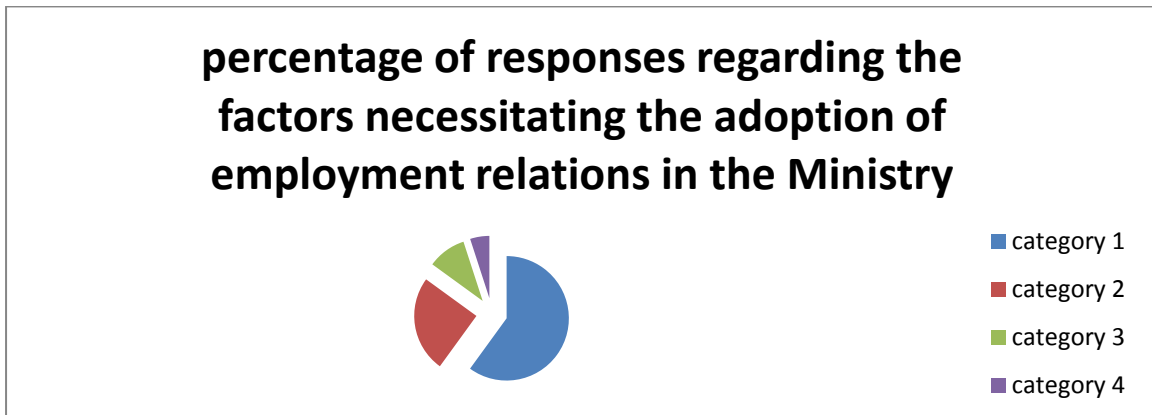 percentage of responses regarding the
factors necessitating the adoption of
employment relations in the Ministry
category 1
category 2
category 3
category 4